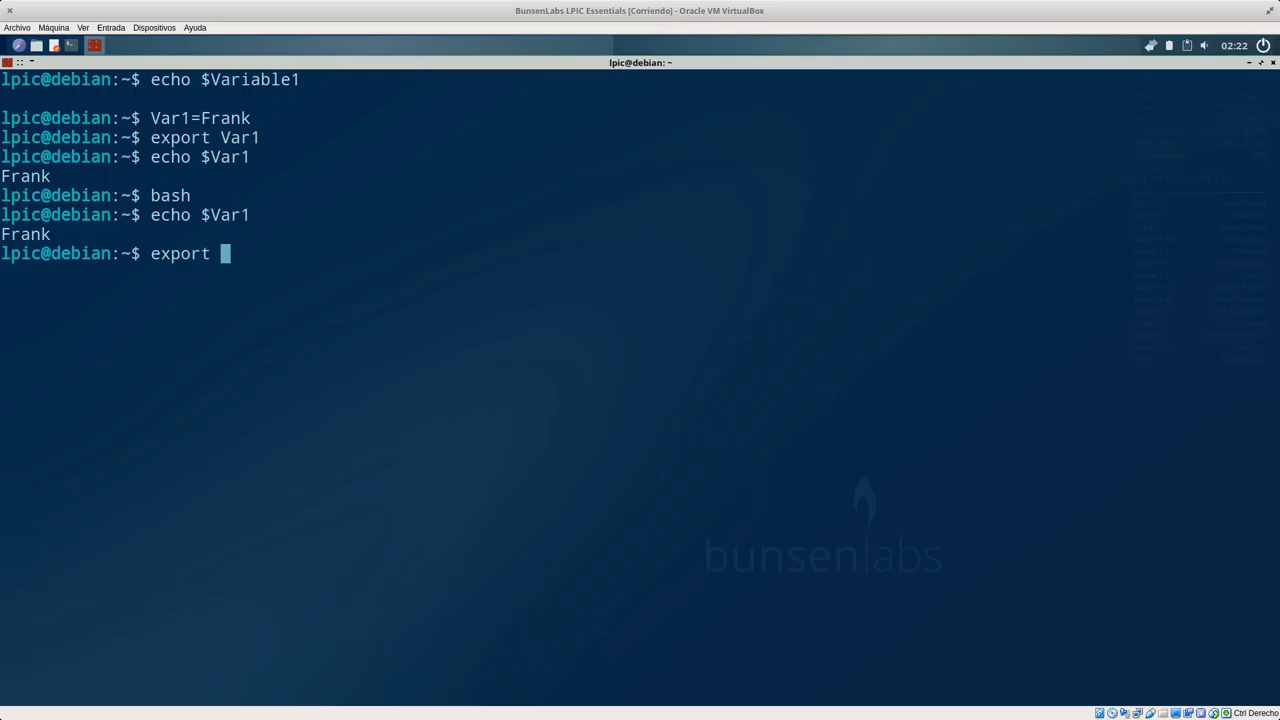 BunsenLabs LPIC Essentials [Corriendo] - Oracle VM VirtualBox
Archivo Máquina Ver Entrada Dispositivos Ayuda
02:22
lpic@debian: ~
lpic@debian:~$ echo $Variable1
lpic@debian:~$ Var1=Frank
lpic@debian:~$ export Var1
lpic@debian:~$ echo $Var1
Frank
lpic@debian:~$ bash
lpic@debian:~$ echo $Var1
Frank
lpic@debian:~$ export
bunsenlabs
Ctrl Derecho